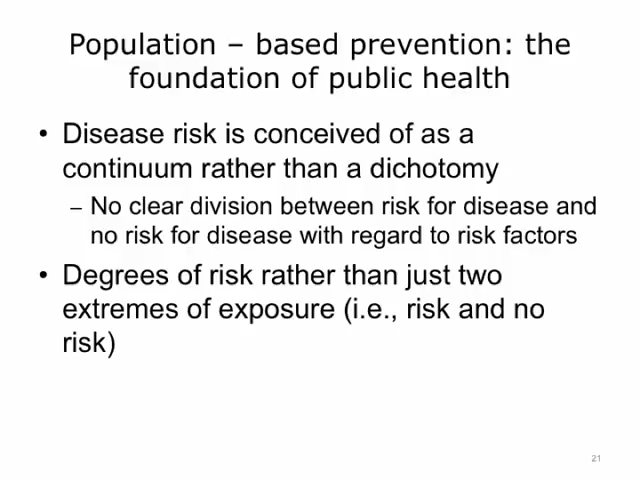 Population – based prevention: the
foundation of public health
• Disease risk is conceived of as a
continuum rather than a dichotomy
– No clear division between risk for disease and
no risk for disease with regard to risk factors
• Degrees of risk rather than just two
extremes of exposure (i.e., risk and no
risk)
21